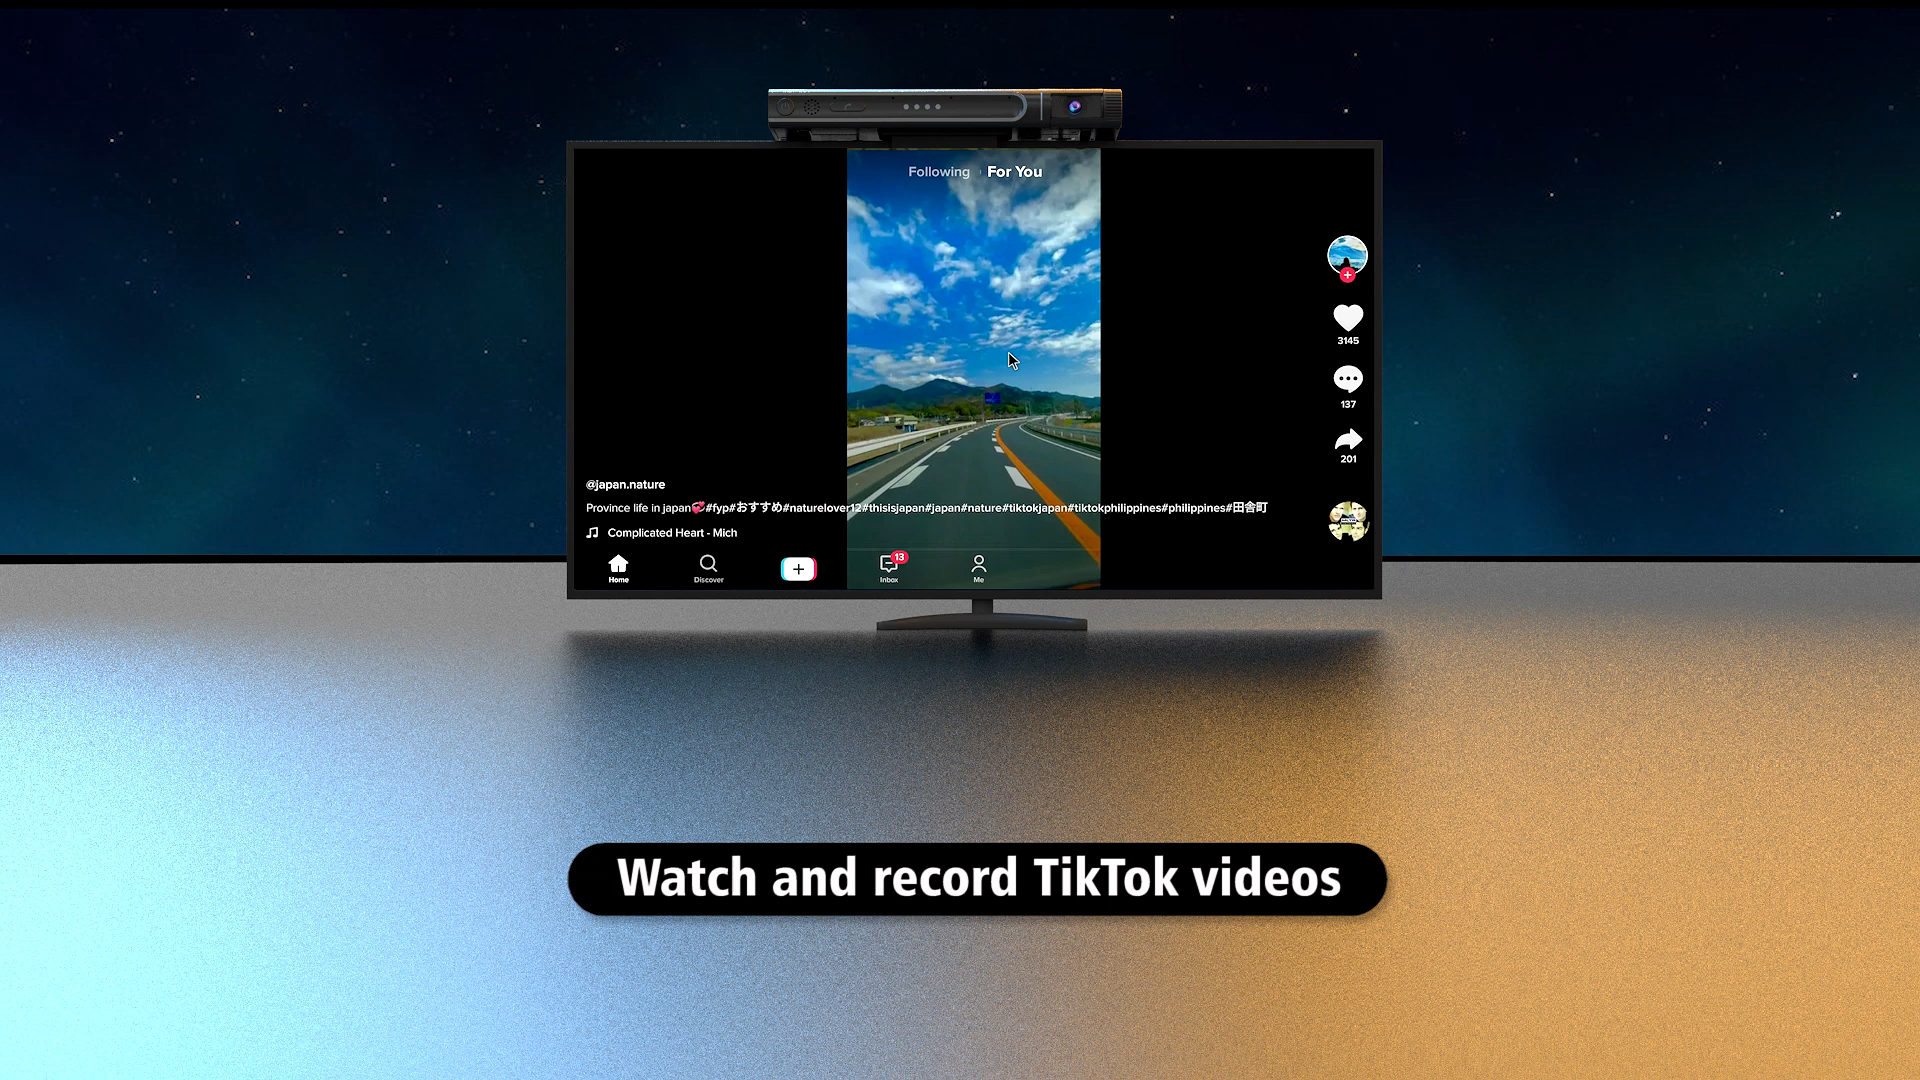 Following For You
3145
137
201
@japan.nature
Province life in japan💞#fyp#おすすめ#naturelover12#thisisjapan#japan#nature#tiktokjapan#tiktokphilippines#philippines#田舎町
Complicated Heart - Mich
13
Home Discover Inbox Me
Watch and record TikTok videos